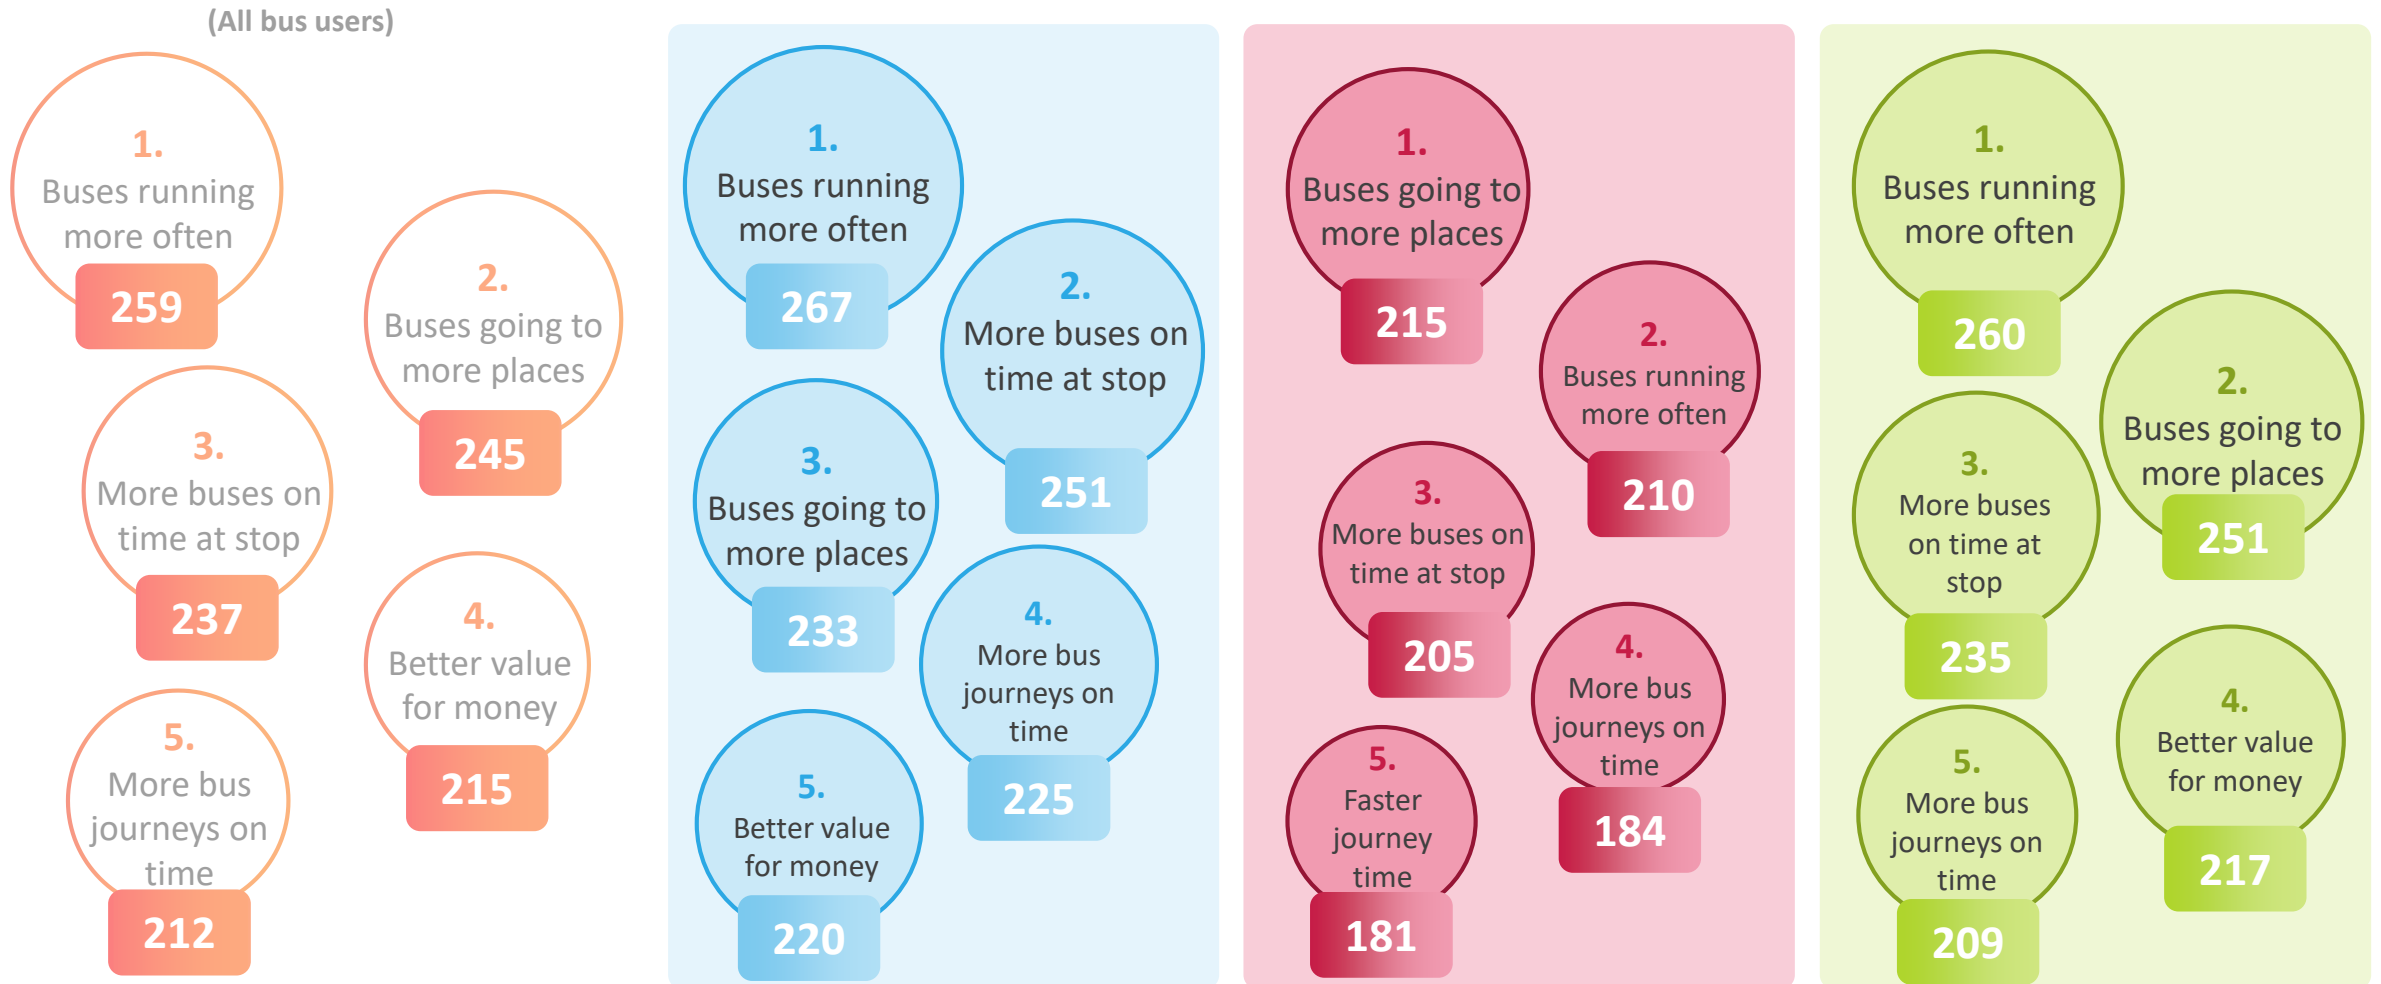 (All bus users)
1.
Buses running
more often
259
2.
Buses going to
more places
245
3.
More buses on
time at stop
237
4.
Better value
for money
215
5.
More bus
journeys on
time
212
1.
Buses running
more often
267
2.
More buses on
time at stop
251
3.
Buses going to
more places
233
4.
More bus
journeys on
time
225
5.
Better value
for money
220
1.
Buses going to
more places
215
2.
Buses running
more often
210
3.
More buses on
time at stop
205
4.
More bus
journeys on
time
184
5.
Faster
journey
time
181
1.
Buses running
more often
260
2.
Buses going to
more places
251
3.
More buses
on time at
stop
235
4.
Better value
for money
217
5.
More bus
journeys on
time
209